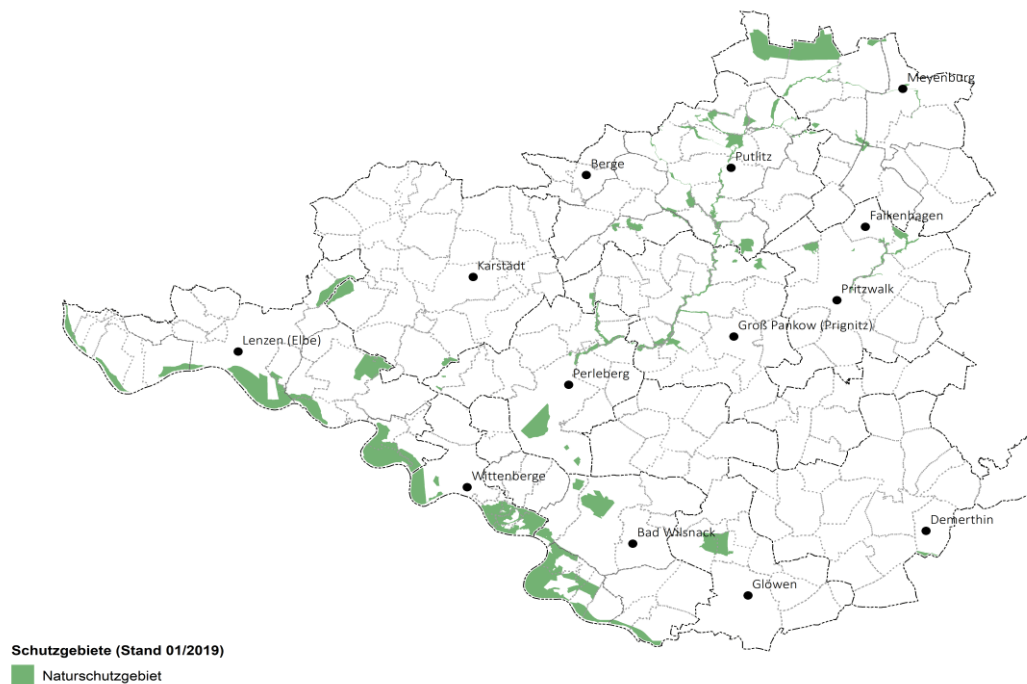 Meyenburg
Berge
Putlitz
Falkenhagen
Karstädt
Pritzwalk
Groß Pankow (Prignitz)
Lenzen (Elbe)
Perleberg
Wittenberge
Demerthin
Bad Wilsnack
Glöwen
Schutzgebiete (Stand 01/2019)
Naturschutzgebiet